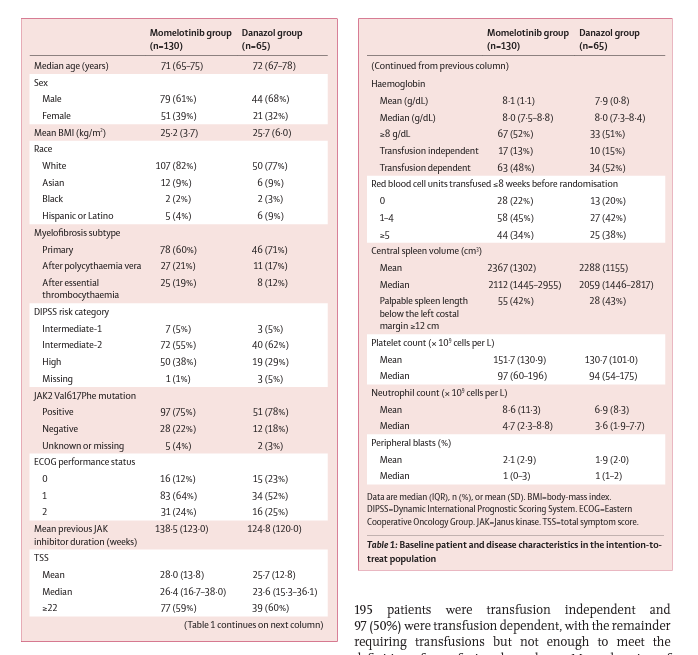 Momelotinib group Danazol group
(n=130) (n=65)
Median age (years) 71 (65–75) 72 (67–78)
Sex
Male 79 (61%) 44 (68%)
Female 51 (39%) 21 (32%)
Mean BMI (kg/m²) 25·2 (3·7) 25·7 (6·0)
Race
White 107 (82%) 50 (77%)
Asian 12 (9%) 6 (9%)
Black 2 (2%) 2 (3%)
Hispanic or Latino 5 (4%) 6 (9%)
Myelofibrosis subtype
Primary 78 (60%) 46 (71%)
After polycythaemia vera 27 (21%) 11 (17%)
After essential 25 (19%) 8 (12%)
thrombocythaemia
DIPSS risk category
Intermediate-1 7 (5%) 3 (5%)
Intermediate-2 72 (55%) 40 (62%)
High 50 (38%) 19 (29%)
Missing 1 (1%) 3 (5%)
JAK2 Val617Phe mutation
Positive 97 (75%) 51 (78%)
Negative 28 (22%) 12 (18%)
Unknown or missing 5 (4%) 2 (3%)
ECOG performance status
0 16 (12%) 15 (23%)
1 83 (64%) 34 (52%)
2 31 (24%) 16 (25%)
Mean previous JAK 138·5 (123·0) 124·8 (120·0)
inhibitor duration (weeks)
TSS
Mean 28·0 (13·8) 25·7 (12·8)
Median 26·4 (16·7–38·0) 23·6 (15·3–36·1)
≥22 77 (59%) 39 (60%)
(Table 1 continues on next column)
Momelotinib group Danazol group
(n=130) (n=65)
(Continued from previous column)
Haemoglobin
Mean (g/dL) 8·1 (1·1) 7·9 (0·8)
Median (g/dL) 8·0 (7·5–8·8) 8·0 (7·3–8·4)
≥8 g/dL 67 (52%) 33 (51%)
Transfusion independent 17 (13%) 10 (15%)
Transfusion dependent 63 (48%) 34 (52%)
Red blood cell units transfused ≤8 weeks before randomisation
0 28 (22%) 13 (20%)
1–4 58 (45%) 27 (42%)
≥5 44 (34%) 25 (38%)
Central spleen volume (cm³)
Mean 2367 (1302) 2288 (1155)
Median 2112 (1445–2955) 2059 (1446–2817)
Palpable spleen length 55 (42%) 28 (43%)
below the left costal
margin ≥12 cm
Platelet count (× 10⁹ cells per L)
Mean 151·7 (130·9) 130·7 (101·0)
Median 97 (60–196) 94 (54–175)
Neutrophil count (× 10⁹ cells per L)
Mean 8·6 (11·3) 6·9 (8·3)
Median 4·7 (2·3–8·8) 3·6 (1·9–7·7)
Peripheral blasts (%)
Mean 2·1 (2·9) 1·9 (2·0)
Median 1 (0–3) 1 (1–2)
Data are median (IQR), n (%), or mean (SD). BMI=body-mass index.
DIPSS=Dynamic International Prognostic Scoring System. ECOG=Eastern
Cooperative Oncology Group. JAK=Janus kinase. TSS=total symptom score.
Table 1: Baseline patient and disease characteristics in the intention-to-
treat population
195 patients were transfusion independent and
97 (50%) were transfusion dependent, with the remainder
requiring transfusions but not enough to meet the